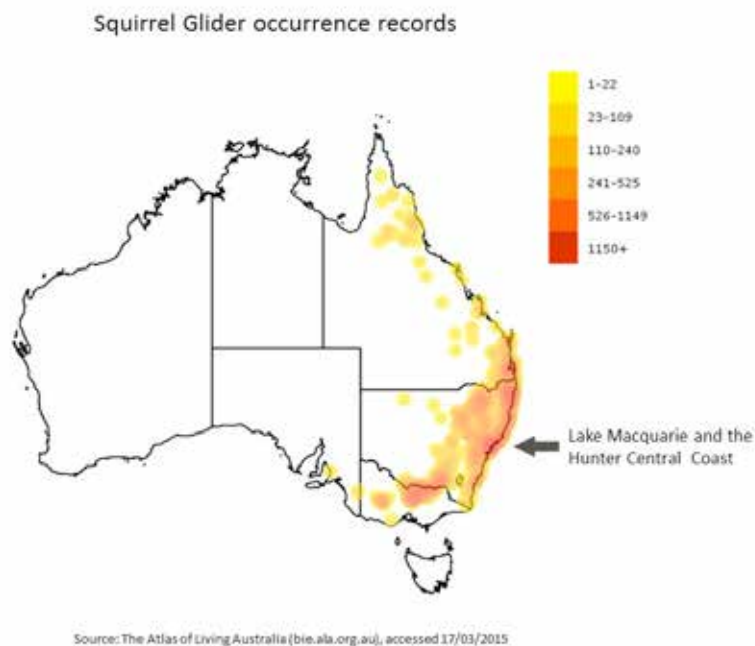 Squirrel Glider occurrence records
1-22
23-109
110-240
241-525
526-1149
1150+
Lake Macquarie and the
Hunter Central Coast
Source: The Atlas of Living Australia (bie.ala.org.au), accessed 17/03/2015